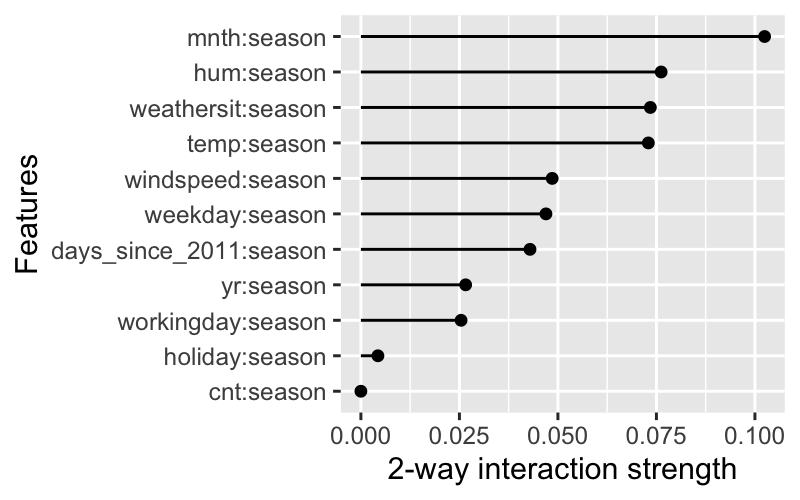 mnth:season
hum:season
weathersit:season
temp:season
windspeed:season
weekday:season
days_since_2011:season
yr:season
workingday:season
holiday:season
cnt:season
Features
0.000 0.025 0.050 0.075 0.100
2-way interaction strength